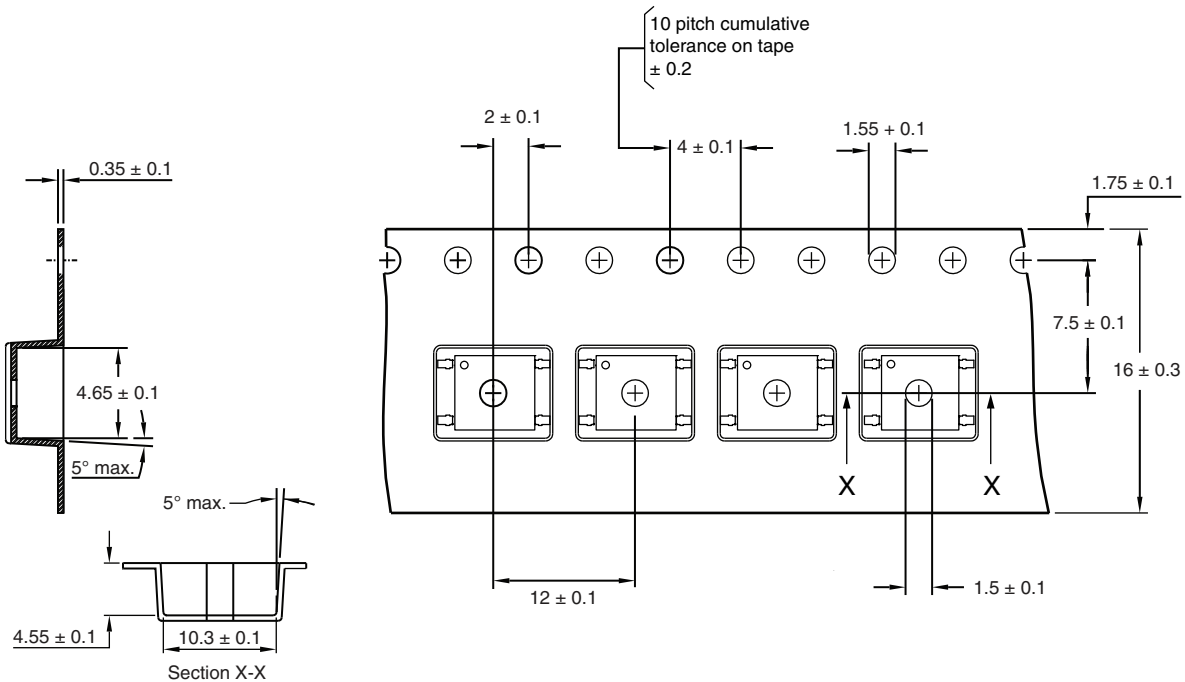 10 pitch cumulative
tolerance on tape
± 0.2
2 ± 0.1
4 ± 0.1
1.55 + 0.1
0.35 ± 0.1
1.75 ± 0.1
7.5 ± 0.1
16 ± 0.3
4.65 ± 0.1
5° max.
X
X
5° max.
12 ± 0.1
1.5 ± 0.1
4.55 ± 0.1
10.3 ± 0.1
Section X-X